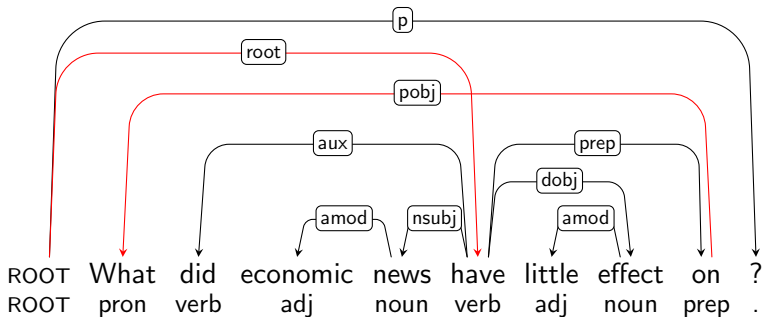 p
root
pobj
aux prep
dobj
amod nsubj amod
ROOT What did economic news have little effect on ?
ROOT pron verb adj noun verb adj noun prep .